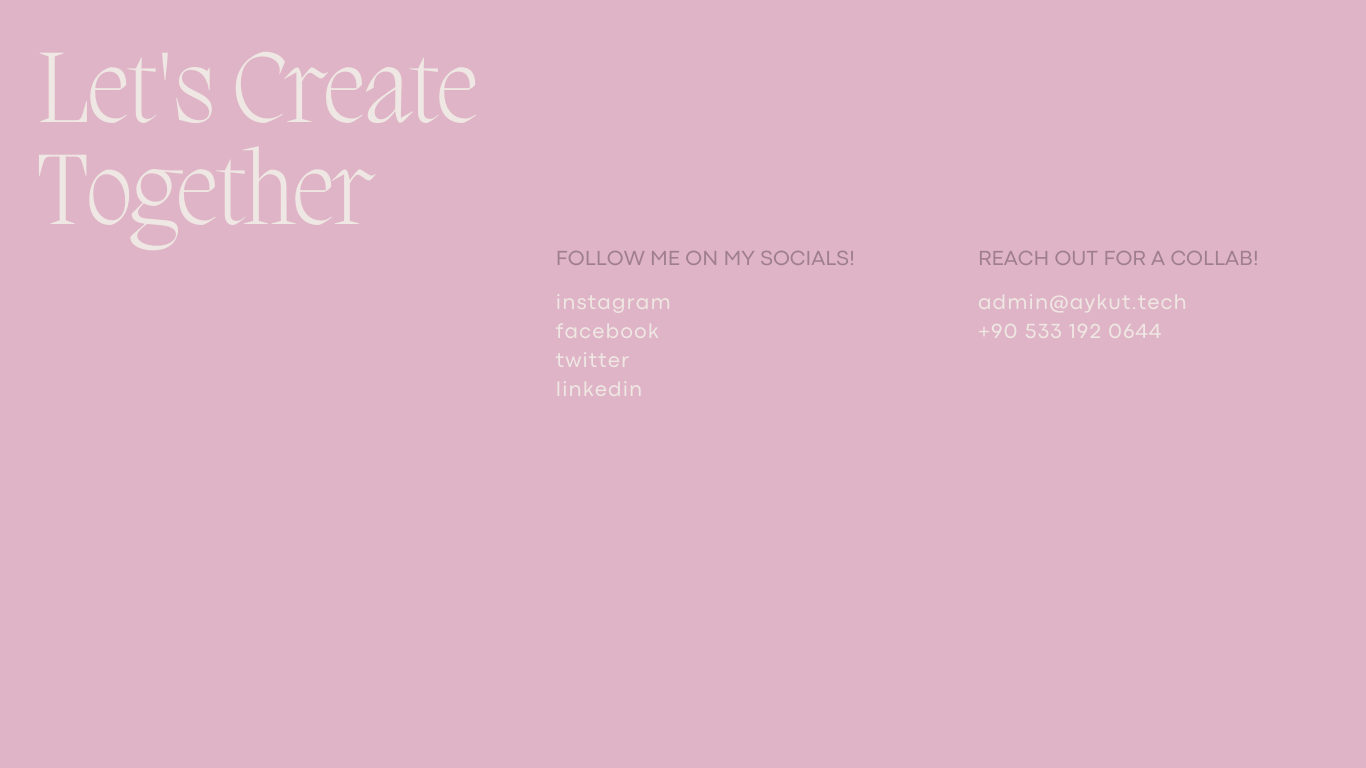 Let's Create
Together
FOLLOW ME ON MY SOCIALS!
instagram
facebook
twitter
linkedin
REACH OUT FOR A COLLAB!
admin@aykut.tech
+90 533 192 0644